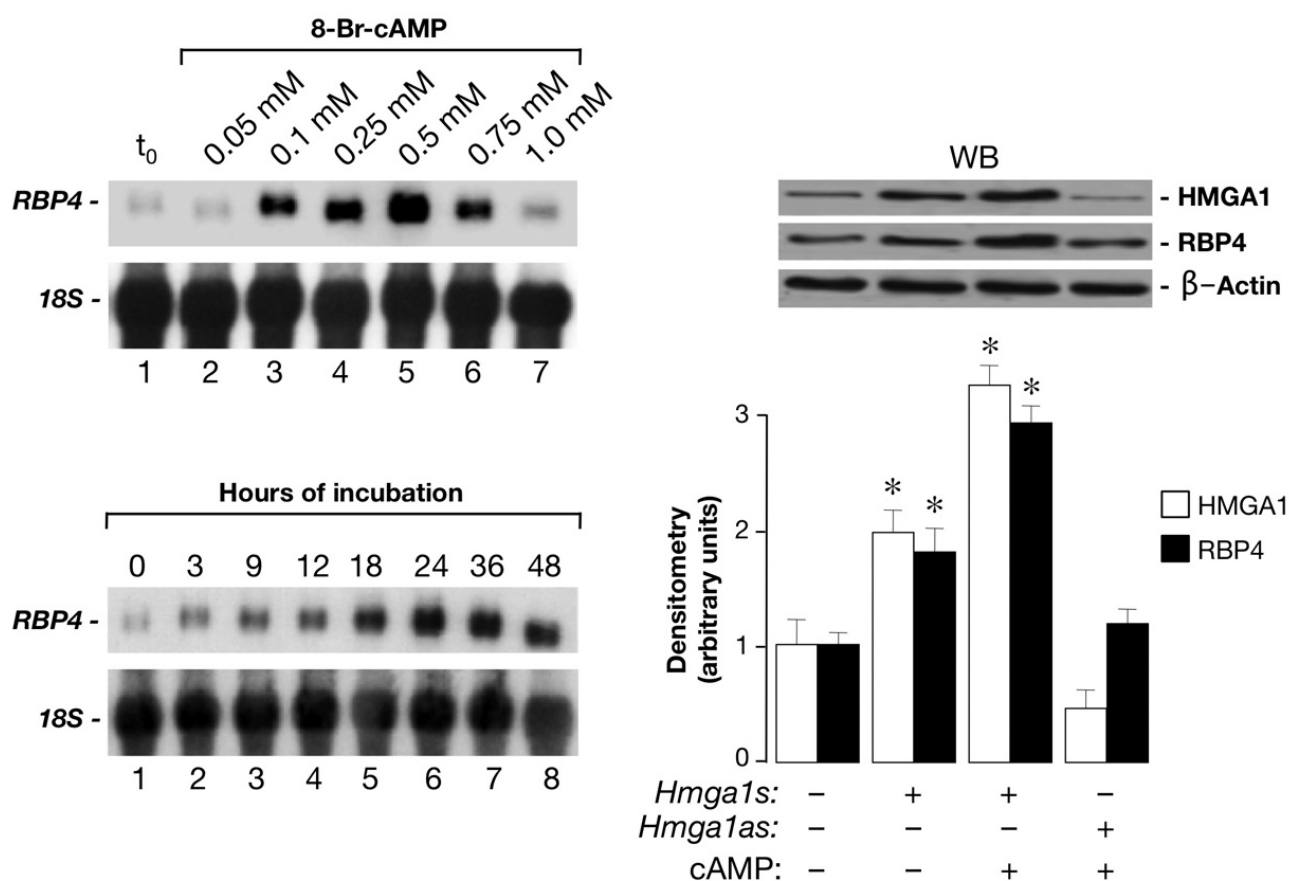 8-Br-cAMP
t0 0.05 mM 0.1 mM 0.25 mM 0.5 mM 0.75 mM 1.0 mM
RBP4 -
18S -
1 2 3 4 5 6 7
Hours of incubation
0 3 9 12 18 24 36 48
RBP4 -
18S -
1 2 3 4 5 6 7 8
WB
- HMGA1
- RBP4
- β-Actin
* * * *
Densitometry
(arbitrary units)
3
2
1
0
HMGA1
RBP4
Hmga1s: - + + -
Hmga1as: - - - +
cAMP: - - + +